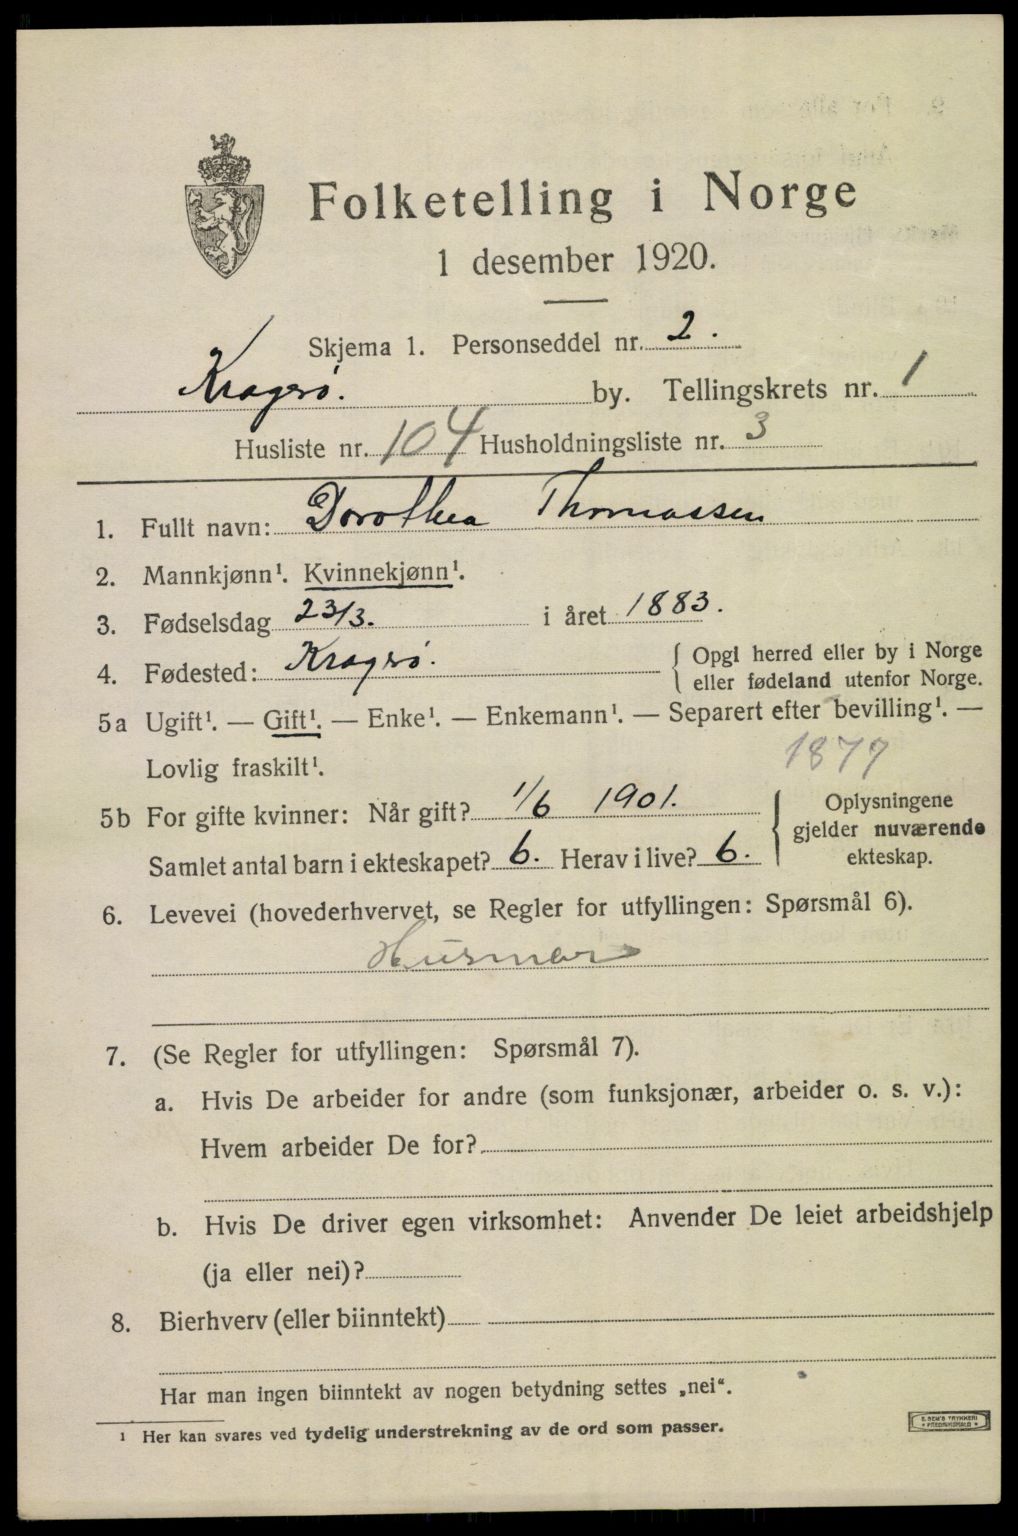 Folketelling i Norge
1 desember 1920.
Skjema 1. Personseddel nr. 2.
Kragerø. by. Tellingskrets nr. 1
Husliste nr. 104 Husholdningsliste nr. 3
1. Fullt navn: Dorothea Thomassen
2. Mannkjønn¹. Kvinnekjønn¹.
3. Fødselsdag 23/3. i året 1883.
4. Fødested: Kragerø. { Opgi herred eller by i Norge
eller fødeland utenfor Norge.
5a Ugift¹. — Gift¹. — Enke¹. — Enkemann¹. — Separert efter bevilling¹. —
Lovlig fraskilt¹. 1877
5b For gifte kvinner: Når gift? 1/6 1901. { Oplysningene
gjelder nuværende
Samlet antal barn i ekteskapet? 6. Herav i live? 6. ekteskap.
6. Levevei (hovederhvervet, se Regler for utfyllingen: Spørsmål 6).
Husmor
7. (Se Regler for utfyllingen: Spørsmål 7).
a. Hvis De arbeider for andre (som funksjonær, arbeider o. s. v.):
Hvem arbeider De for?
b. Hvis De driver egen virksomhet: Anvender De leiet arbeidshjelp
(ja eller nei)?
8. Bierhverv (eller biinntekt)
Har man ingen biinntekt av nogen betydning settes „nei“.
¹ Her kan svares ved tydelig understrekning av de ord som passer.
E. SEM'S TRYKKERI
FREDRIKSHALD